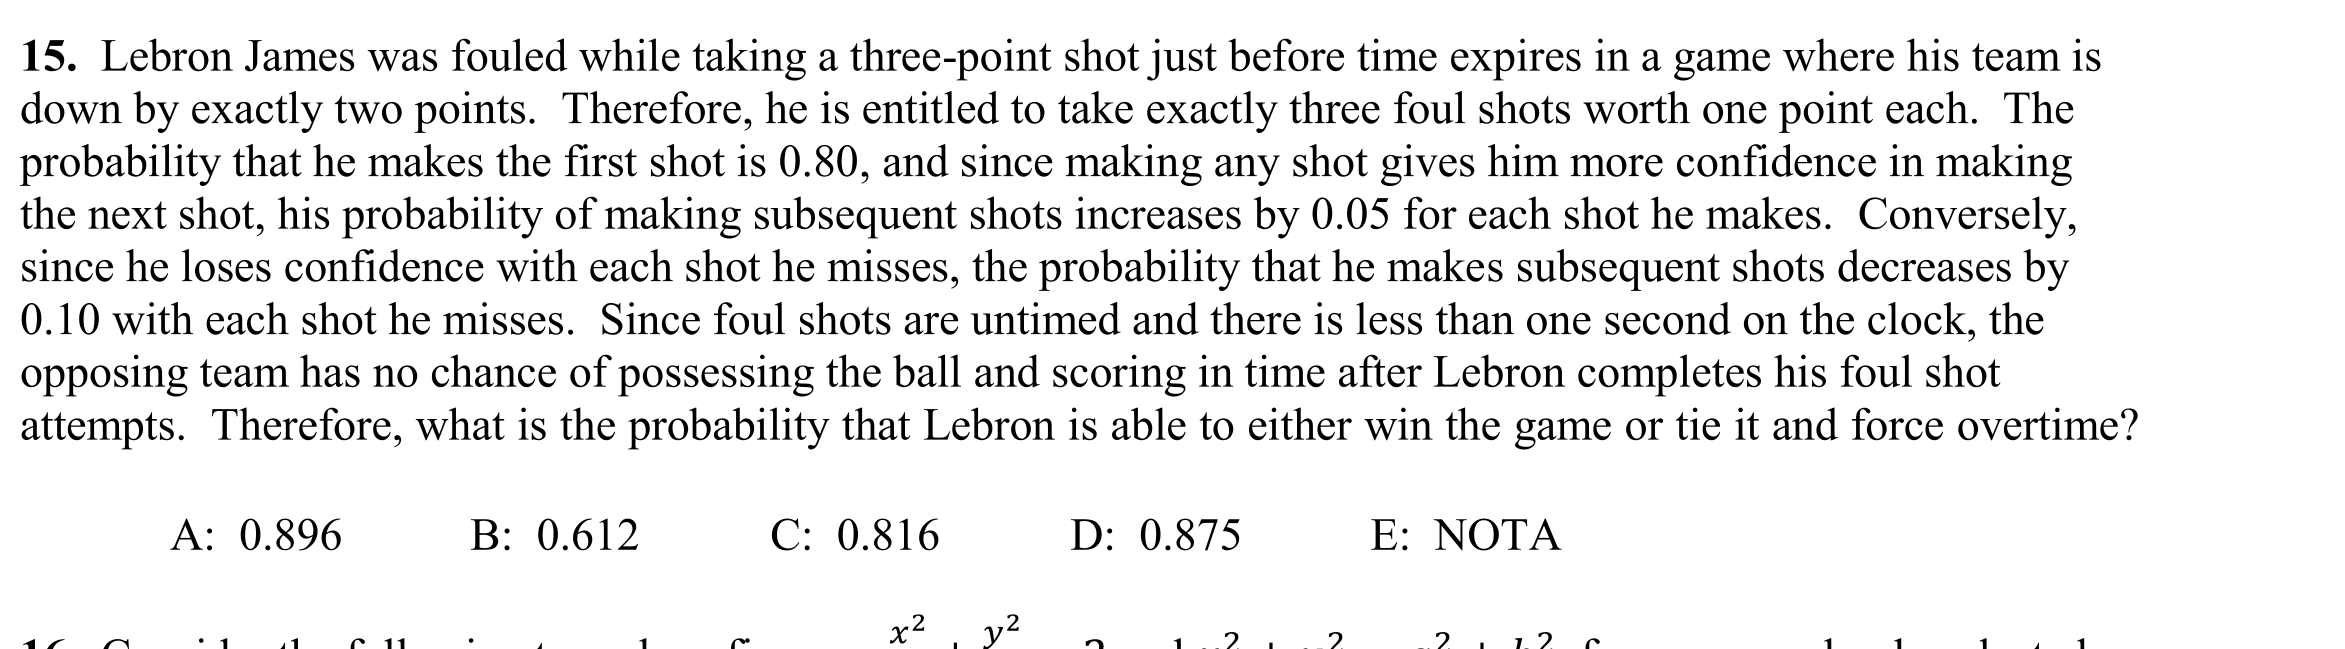 15. Lebron James was fouled while taking a three-point shot just before time expires in a game where his team is
down by exactly two points. Therefore, he is entitled to take exactly three foul shots worth one point each. The
probability that he makes the first shot is 0.80, and since making any shot gives him more confidence in making
the next shot, his probability of making subsequent shots increases by 0.05 for each shot he makes. Conversely,
since he loses confidence with each shot he misses, the probability that he makes subsequent shots decreases by
0.10 with each shot he misses. Since foul shots are untimed and there is less than one second on the clock, the
opposing team has no chance of possessing the ball and scoring in time after Lebron completes his foul shot
attempts. Therefore, what is the probability that Lebron is able to either win the game or tie it and force overtime?
A: 0.896 B: 0.612 C: 0.816 D: 0.875 E: NOTA
x² y²